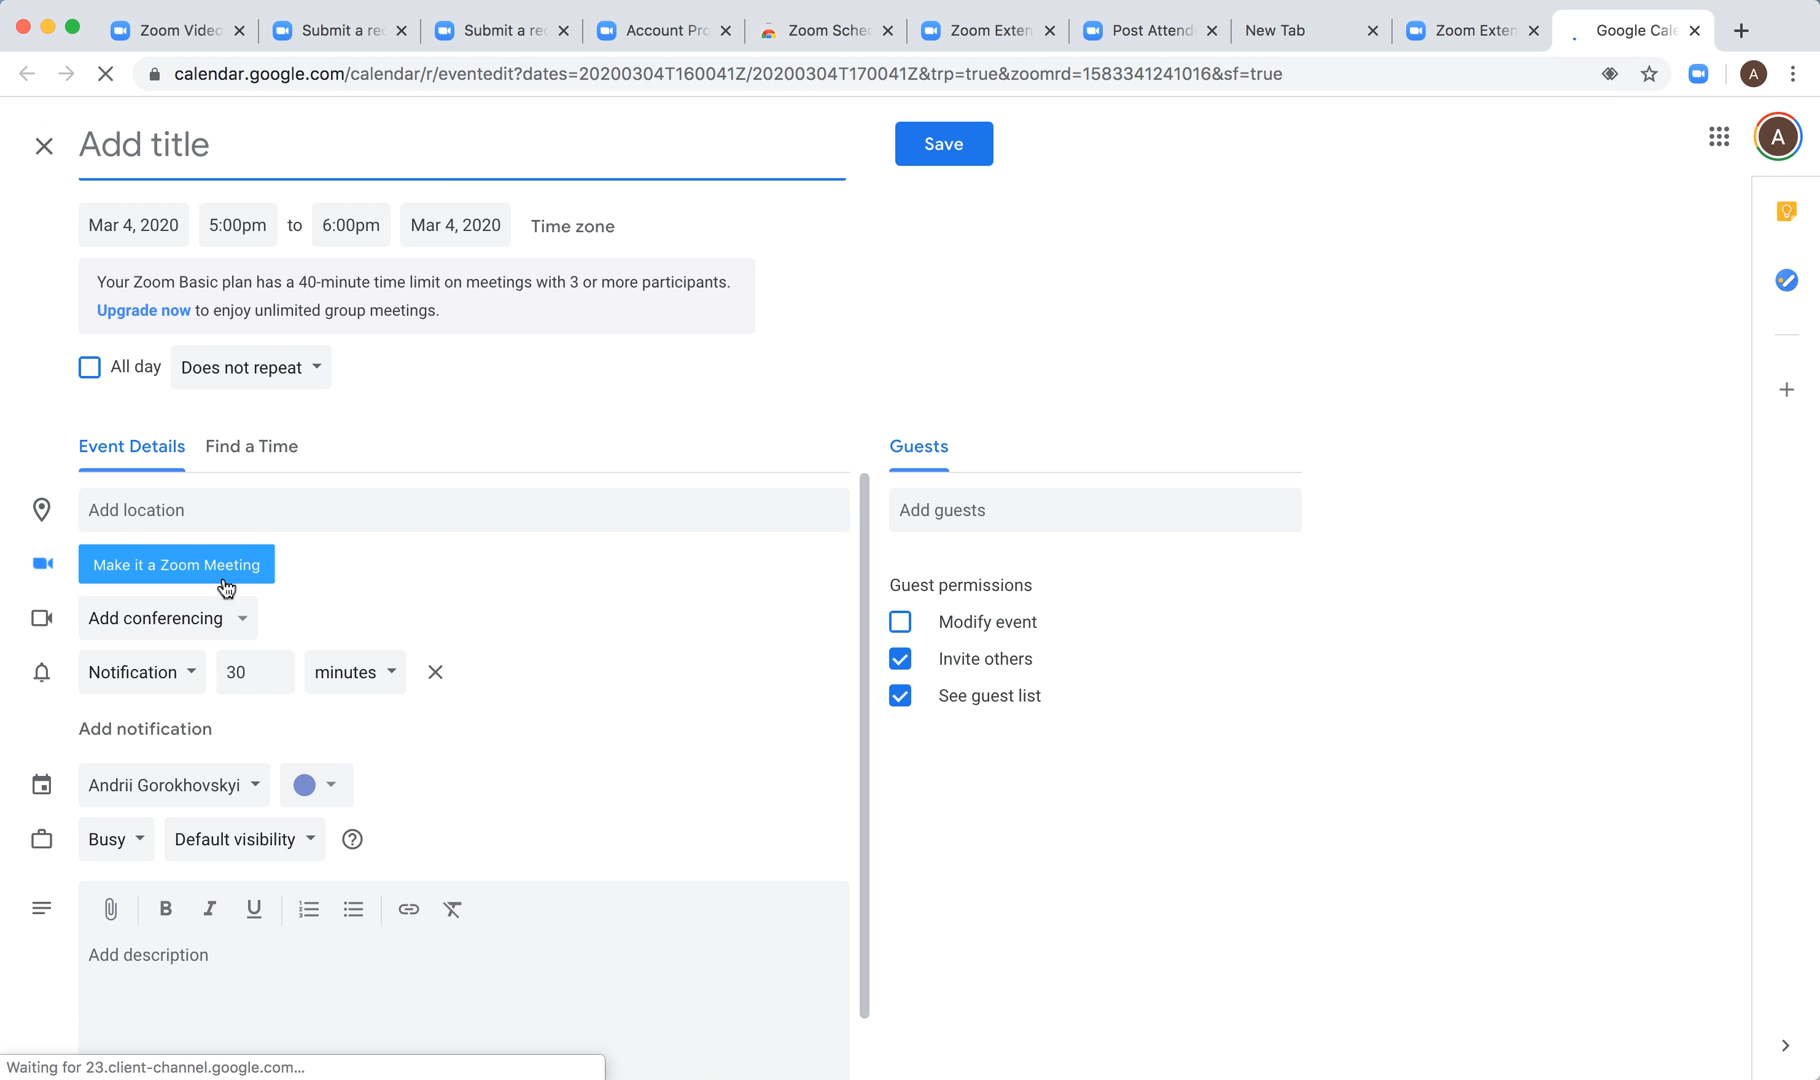 Zoom Video
Submit a re
Submit a re
Account Pro
Zoom Sche
Zoom Exten
Post Attend
New Tab
Zoom Exten
Google Cale
calendar.google.com/calendar/r/eventedit?dates=20200304T160041Z/20200304T170041Z&trp=true&zoomrd=1583341241016&sf=true
A
Add title
Save
A
Mar 4, 2020 5:00pm to 6:00pm Mar 4, 2020 Time zone
Your Zoom Basic plan has a 40-minute time limit on meetings with 3 or more participants.
Upgrade now to enjoy unlimited group meetings.
All day Does not repeat
Event Details Find a Time
Guests
Add location
Add guests
Make it a Zoom Meeting
Guest permissions
Add conferencing
Modify event
Invite others
Notification 30 minutes
See guest list
Add notification
Andrii Gorokhovskyi
Busy Default visibility
B I U
Add description
Waiting for 23.client-channel.google.com...